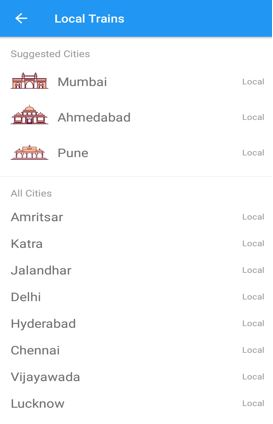 Local Trains
Suggested Cities
Mumbai Local
Ahmedabad Local
Pune Local
All Cities
Amritsar Local
Katra Local
Jalandhar Local
Delhi Local
Hyderabad Local
Chennai Local
Vijayawada Local
Lucknow Local